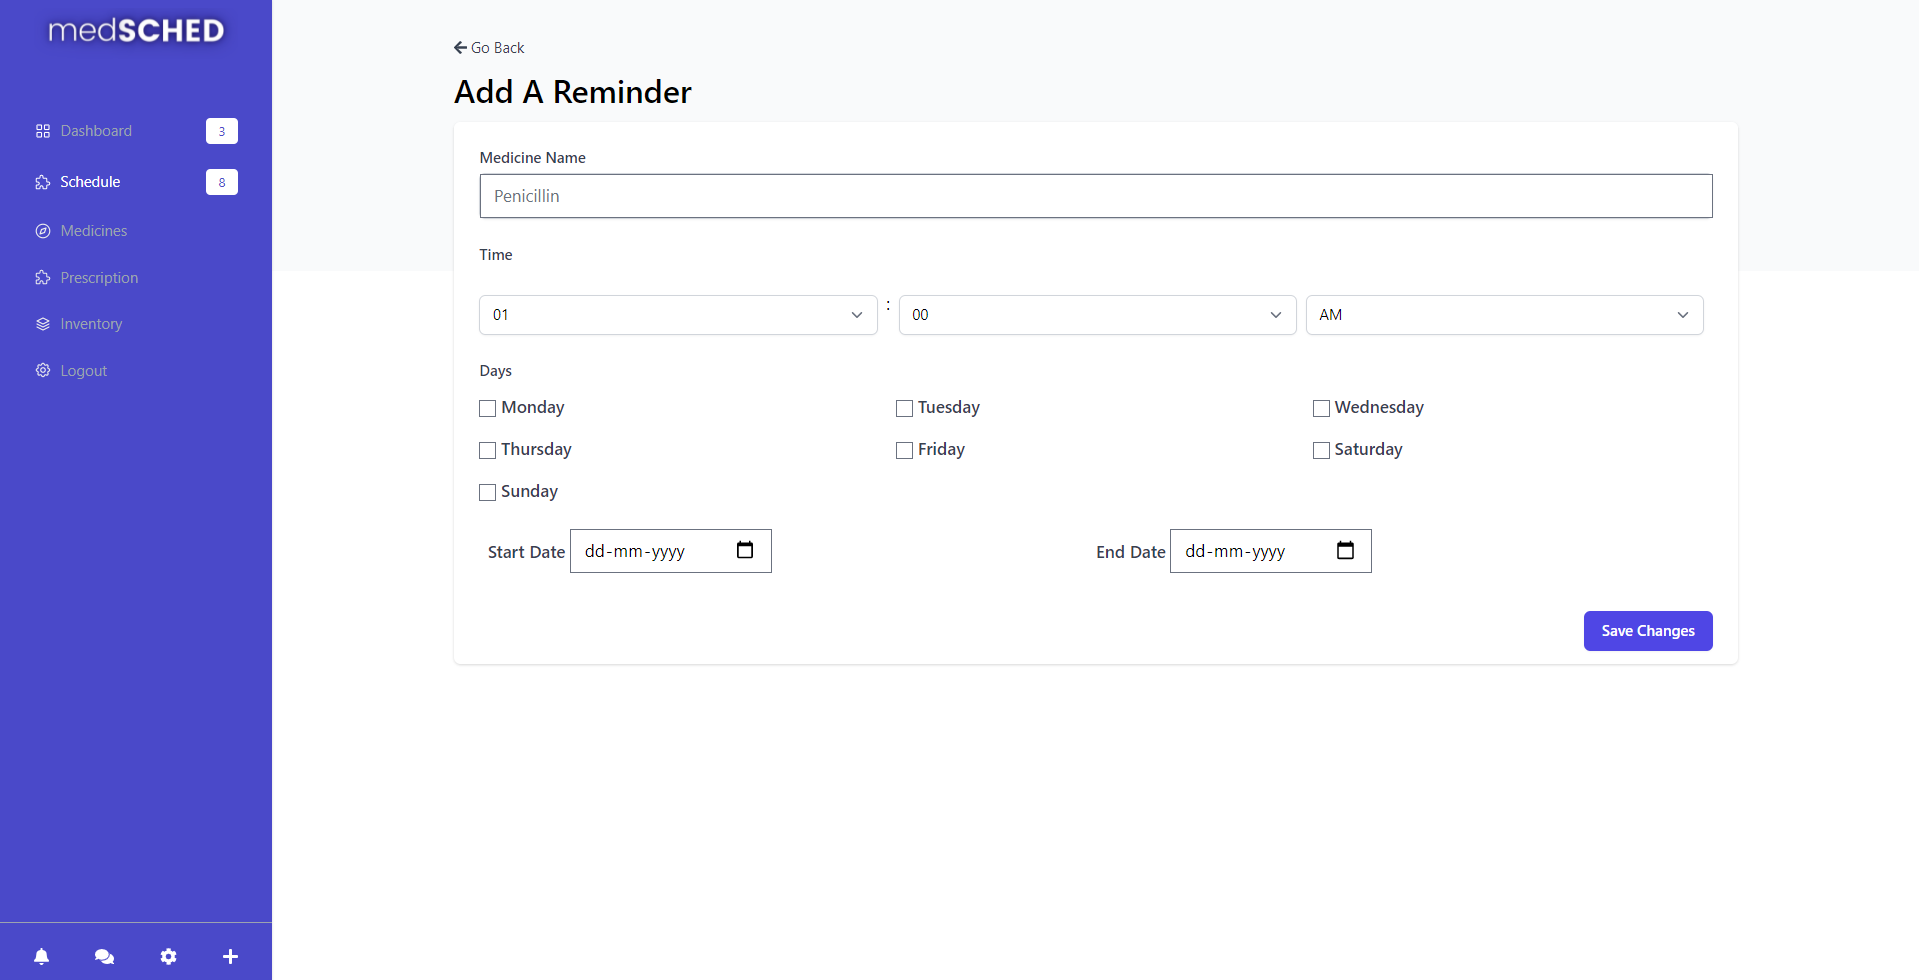 medSCHED
Dashboard 3
Schedule 8
Medicines
Prescription
Inventory
Logout
Go Back
Add A Reminder
Medicine Name
Penicillin
Time
01 : 00 AM
Days
Monday Tuesday Wednesday
Thursday Friday Saturday
Sunday
Start Date dd-mm-yyyy End Date dd-mm-yyyy
Save Changes